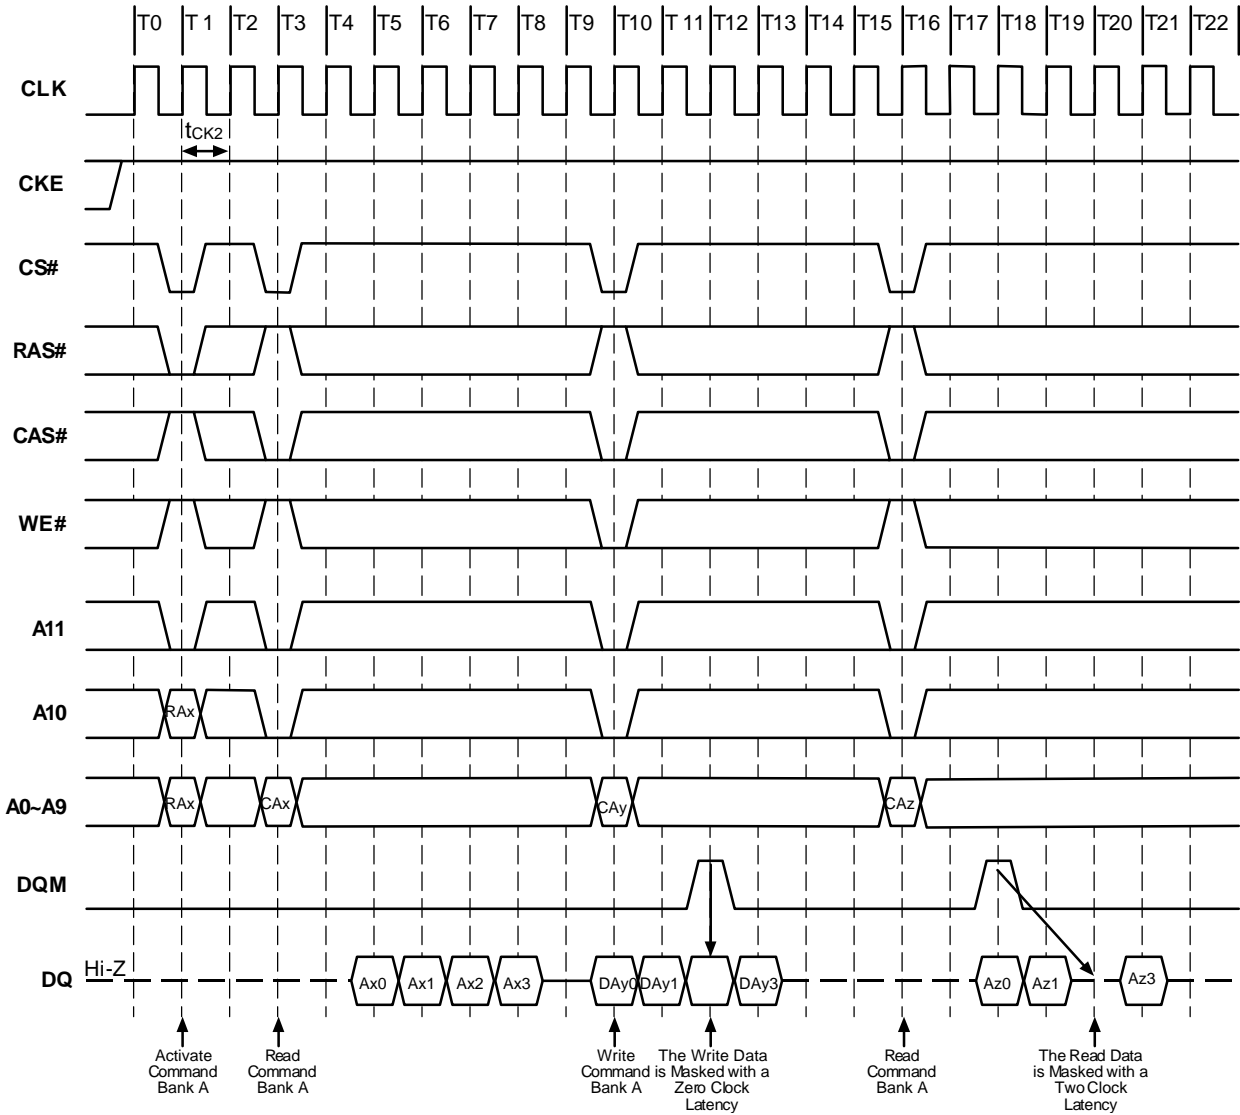 T0 T 1 T2 T3 T4 T5 T6 T7 T8 T9 T10 T 11 T12 T13 T14 T15 T16 T17 T18 T19 T20 T21 T22
CLK
tCK2
CKE
CS#
RAS#
CAS#
WE#
A11
A10 RAx
A0~A9 RAx CAx CAy CAz
DQM
DQ Hi-Z Ax0 Ax1 Ax2 Ax3 DAy0 DAy1 DAy3 Az0 Az1 Az3
Activate
Command
Bank A
Read
Command
Bank A
Write
Command
Bank A
The Write Data
is Masked with a
Zero Clock
Latency
Read
Command
Bank A
The Read Data
is Masked with a
Two Clock
Latency